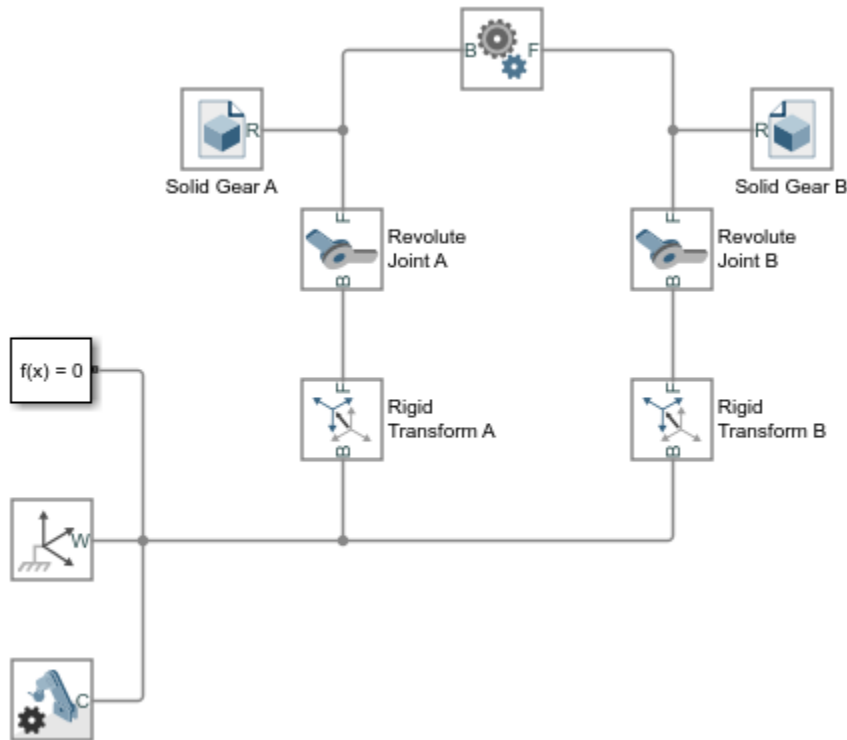 B F
R
Solid Gear A
R
Solid Gear B
F
Revolute
Joint A
B
F
Revolute
Joint B
B
f(x) = 0
F
Rigid
Transform A
B
F
Rigid
Transform B
B
W
C